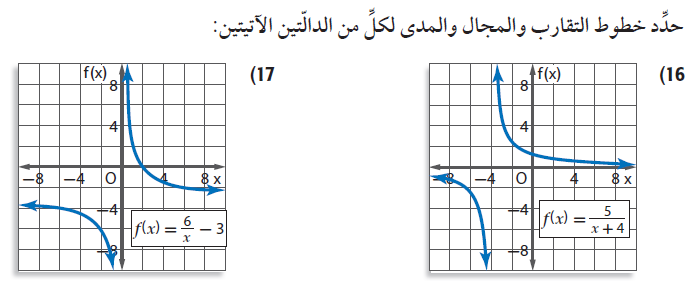 حدِّد خطوط التقارب والمجال والمدى لكلٍّ من الدالّتين الآتيتين:
(16
f(x)
8
4
−8 −4 O 4 8 x
−4
−8
f(x) = 5/(x + 4)
(17
f(x)
8
4
−8 −4 O 4 8 x
−4
−8
f(x) = 6/x − 3